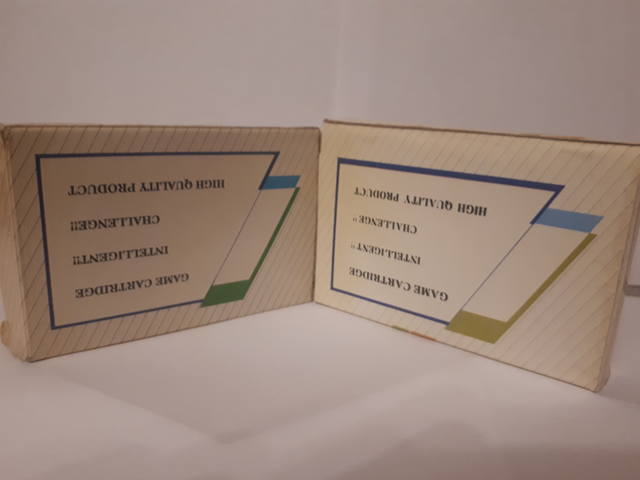 GAME CARTRIDGE
INTELLIGENT!!
CHALLENGE!!
HIGH QUALITY PRODUCT
GAME CARTRIDGE
INTELLIGENT"
CHALLENGE"
HIGH QUALITY PRODUCT